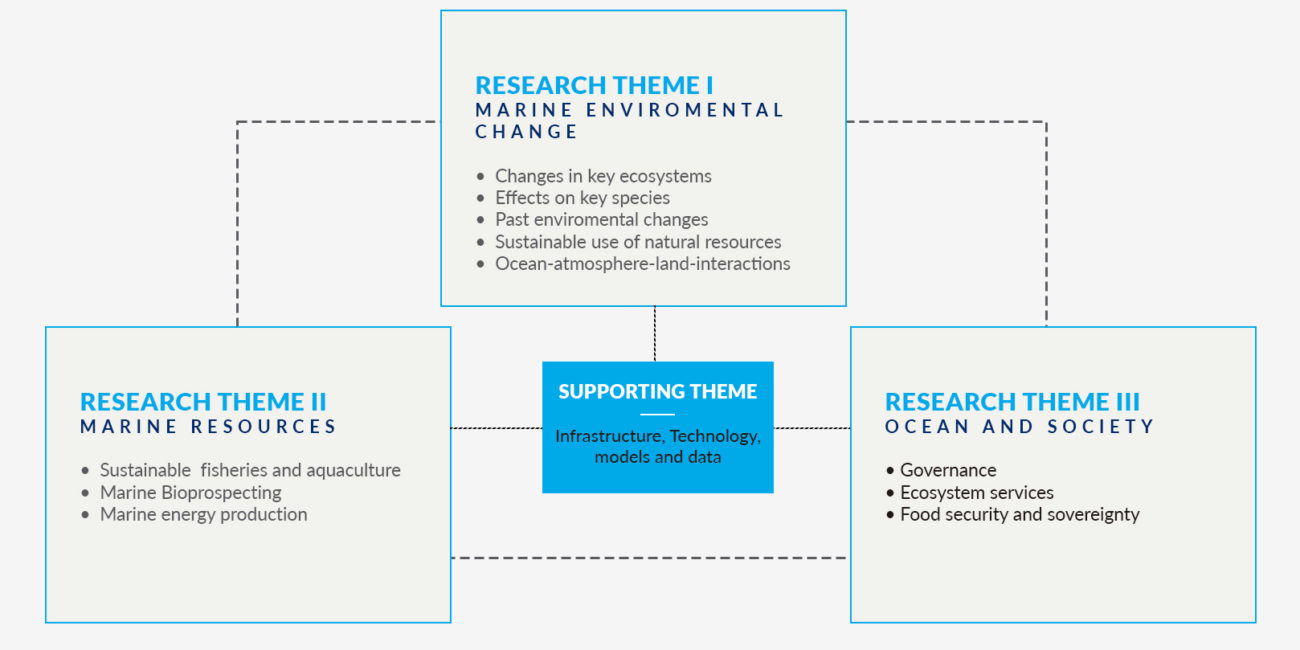 RESEARCH THEME I
MARINE ENVIROMENTAL
CHANGE
• Changes in key ecosystems
• Effects on key species
• Past enviromental changes
• Sustainable use of natural resources
• Ocean-atmosphere-land-interactions
RESEARCH THEME II
MARINE RESOURCES
• Sustainable fisheries and aquaculture
• Marine Bioprospecting
• Marine energy production
SUPPORTING THEME
Infrastructure, Technology,
models and data
RESEARCH THEME III
OCEAN AND SOCIETY
• Governance
• Ecosystem services
• Food security and sovereignty